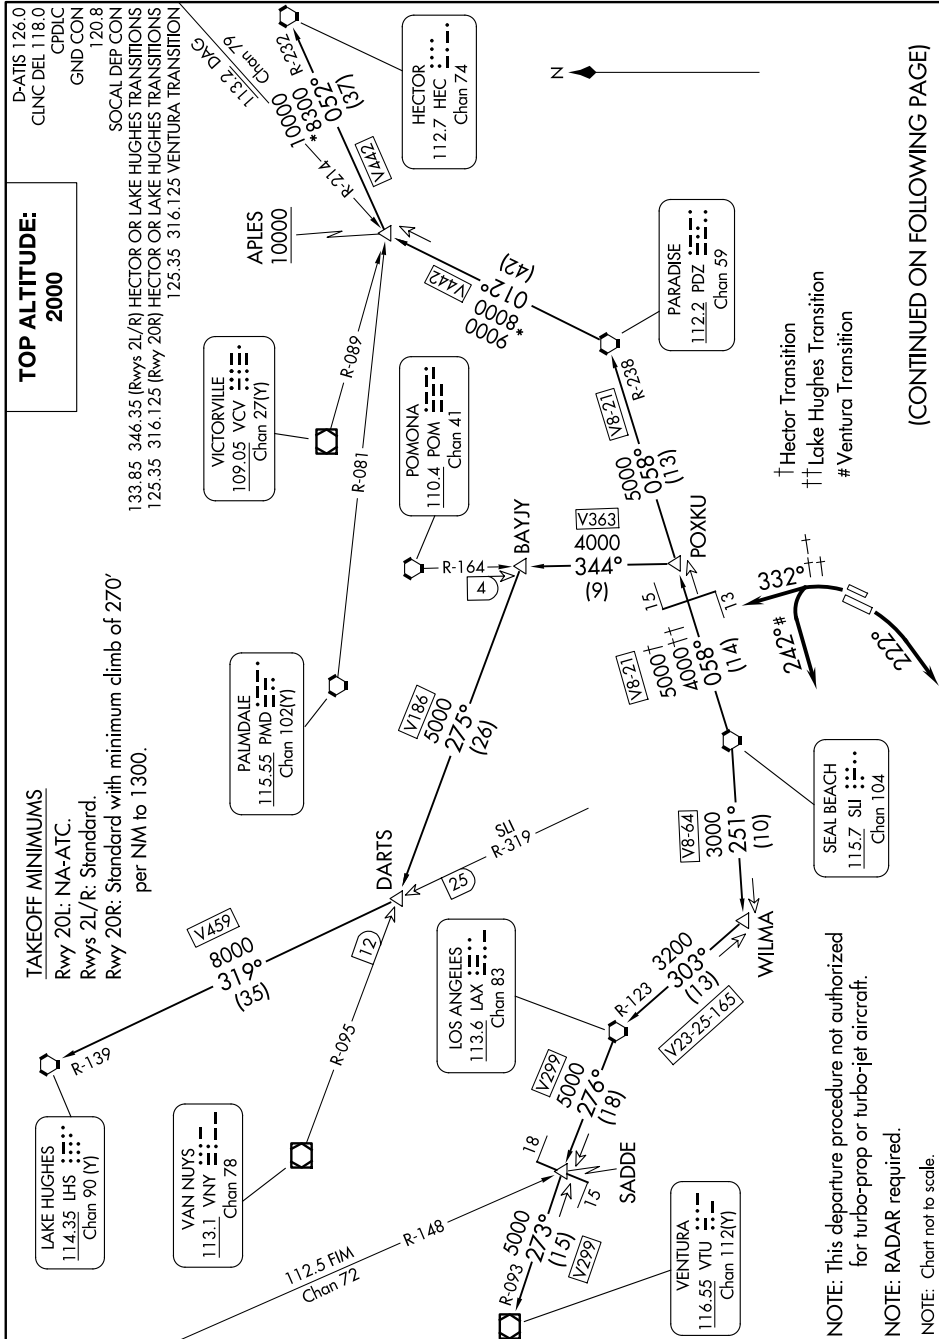 D-ATIS 126.0
CLNC DEL 118.0
CPDLC
GND CON
120.8
SOCAL DEP CON
133.85 346.35 (Rwys 2L/R) HECTOR OR LAKE HUGHES TRANSITIONS
125.35 316.125 (Rwy 20R) HECTOR OR LAKE HUGHES TRANSITIONS
125.35 316.125 VENTURA TRANSITION
TOP ALTITUDE:
2000
TAKEOFF MINIMUMS
Rwy 20L: NA-ATC.
Rwys 2L/R: Standard.
Rwy 20R: Standard with minimum climb of 270'
per NM to 1300.
113.2 DAG
Chan 79
R-214
R-232
10000
*8300
052°
(37)
V442
HECTOR
112.7 HEC
Chan 74
N
APLES
10000
VICTORVILLE
109.05 VCV
Chan 27(Y)
R-089
R-081
V442
9000
*8000
012°
(42)
PARADISE
112.2 PDZ
Chan 59
POMONA
110.4 POM
Chan 41
R-164
4
BAYJY
V363
4000
344°
(9)
V8-21
R-238
5000
058°
(13)
POXKU
PALMDALE
115.55 PMD
Chan 102(Y)
V186
5000
275°
(26)
15
13
V8-21
5000†
4000††
058°
(14)
332°
†
††
242°#
222°
† Hector Transition
†† Lake Hughes Transition
# Ventura Transition
(CONTINUED ON FOLLOWING PAGE)
DARTS
SLI
R-319
25
12
V459
8000
319°
(35)
R-139
R-095
LAKE HUGHES
114.35 LHS
Chan 90 (Y)
VAN NUYS
113.1 VNY
Chan 78
SEAL BEACH
115.7 SLI
Chan 104
V8-64
3000
251°
(10)
WILMA
3200
303°
(13)
V23-25-165
R-123
LOS ANGELES
113.6 LAX
Chan 83
V299
5000
276°
(18)
18
15
SADDE
112.5 FIM
Chan 72
R-148
R-093
5000
273°
(15)
V299
VENTURA
116.55 VTU
Chan 112(Y)
NOTE: This departure procedure not authorized
for turbo-prop or turbo-jet aircraft.
NOTE: RADAR required.
NOTE: Chart not to scale.